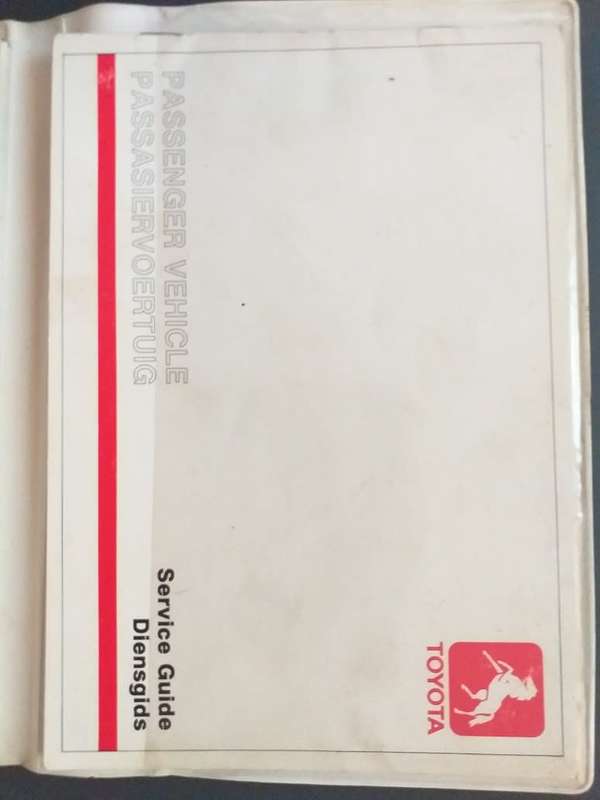 TOYOTA
PASSENGER VEHICLE
PASSASIERVOERTUIG
Service Guide
Diensgids